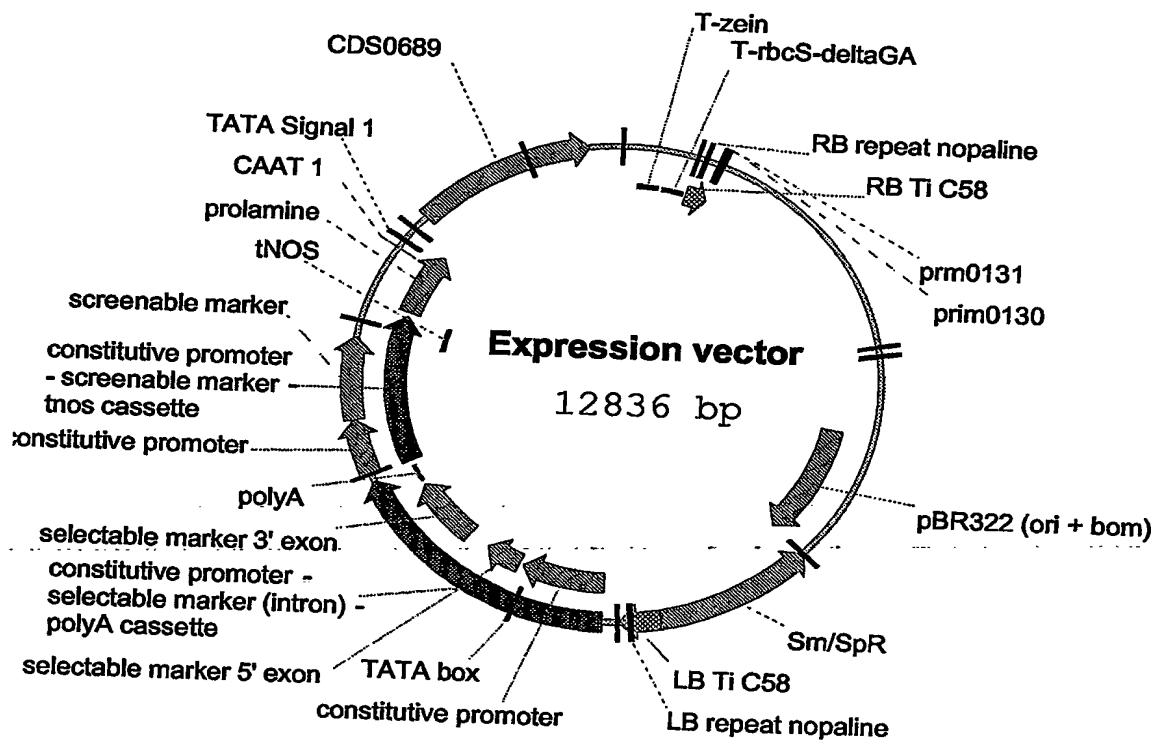 T-zein
T-rbcS-deltaGA
CDS0689
TATA Signal 1
CAAT 1
prolamine
tNOS
screenable marker
constitutive promoter
- screenable marker -
tnos cassette
constitutive promoter
polyA
selectable marker 3' exon
constitutive promoter -
selectable marker (intron) -
polyA cassette
selectable marker 5' exon
TATA box
constitutive promoter
RB repeat nopaline
RB Ti C58
prm0131
prim0130
Expression vector
12836 bp
pBR322 (ori + bom)
Sm/SpR
LB Ti C58
LB repeat nopaline